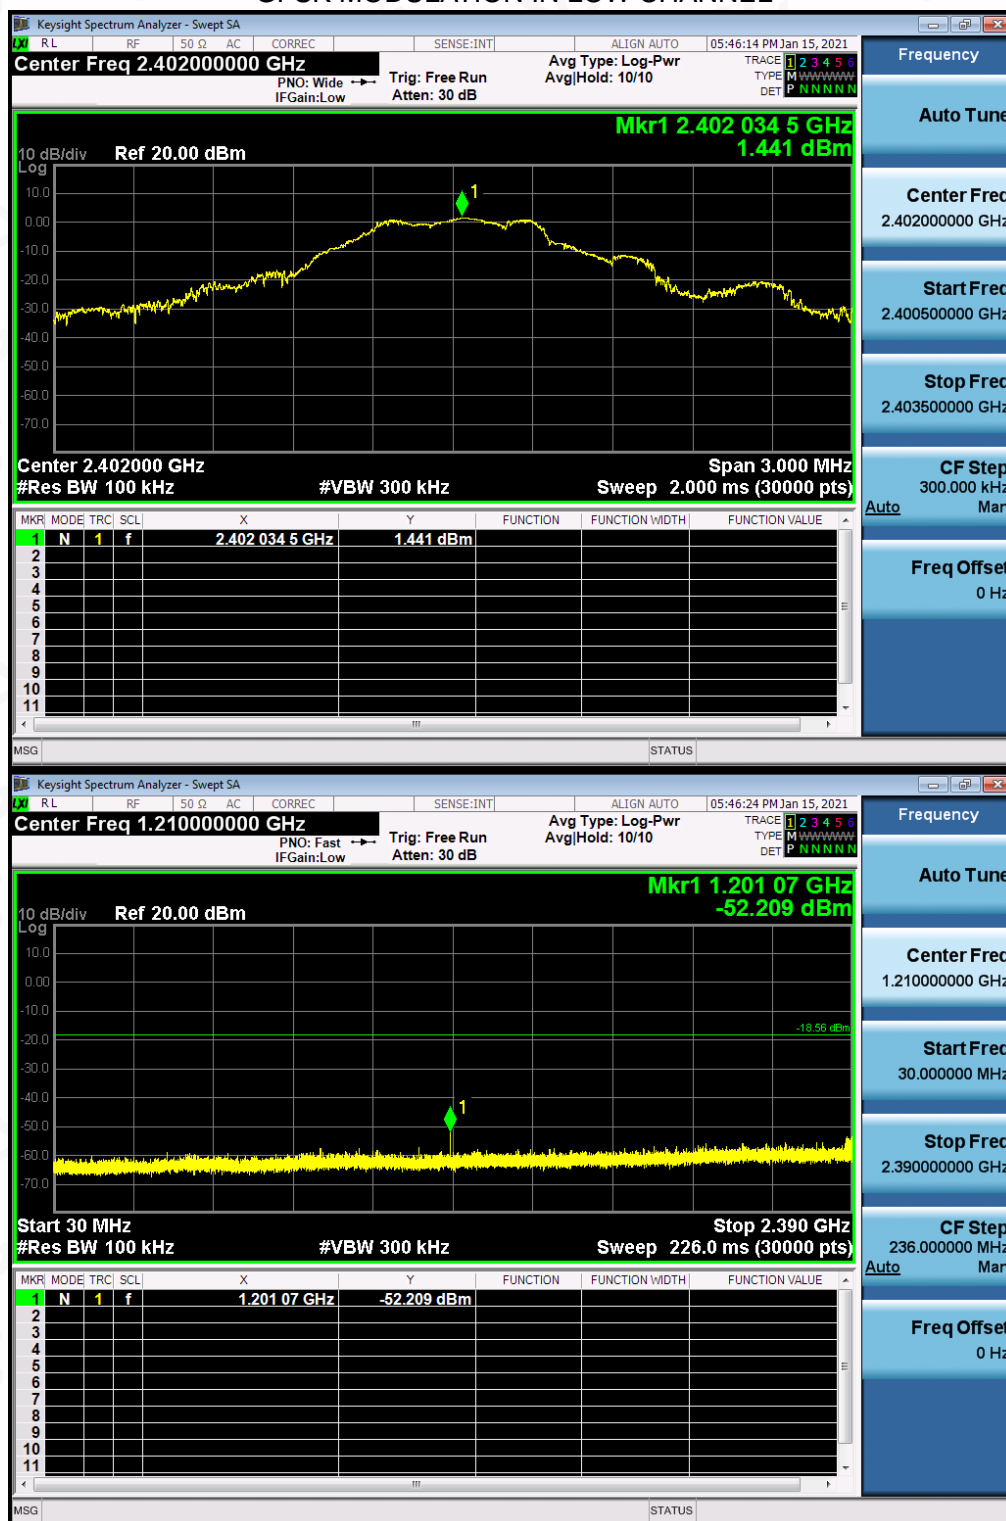 Keysight Spectrum Analyzer - Swept SA
LXI RL RF 50 Ω AC CORREC SENSE:INT ALIGN AUTO 05:46:14 PM Jan 15, 2021
Center Freq 2.402000000 GHz
PNO: Wide
IFGain:Low
Trig: Free Run
Atten: 30 dB
Avg Type: Log-Pwr
Avg|Hold: 10/10
TRACE 1 2 3 4 5 6
TYPE M WWWWW
DET P N N N N N
Mkr1 2.402 034 5 GHz
1.441 dBm
10 dB/div Ref 20.00 dBm
Log
10.0
0.00
-10.0
-20.0
-30.0
-40.0
-50.0
-60.0
-70.0
1
Center 2.402000 GHz Span 3.000 MHz
#Res BW 100 kHz #VBW 300 kHz Sweep 2.000 ms (30000 pts)
MKR MODE TRC SCL X Y FUNCTION FUNCTION WIDTH FUNCTION VALUE
1 N 1 f 2.402 034 5 GHz 1.441 dBm
2
3
4
5
6
7
8
9
10
11
MSG STATUS
Frequency
Auto Tune
Center Freq
2.402000000 GHz
Start Freq
2.400500000 GHz
Stop Freq
2.403500000 GHz
CF Step
300.000 kHz
Auto Man
Freq Offset
0 Hz
Keysight Spectrum Analyzer - Swept SA
LXI RL RF 50 Ω AC CORREC SENSE:INT ALIGN AUTO 05:46:24 PM Jan 15, 2021
Center Freq 1.210000000 GHz
PNO: Fast
IFGain:Low
Trig: Free Run
Atten: 30 dB
Avg Type: Log-Pwr
Avg|Hold: 10/10
TRACE 1 2 3 4 5 6
TYPE M WWWWW
DET P N N N N N
Mkr1 1.201 07 GHz
-52.209 dBm
10 dB/div Ref 20.00 dBm
Log
10.0
0.00
-10.0
-20.0
-30.0
-40.0
-50.0
-60.0
-70.0
-18.56 dBm
1
Start 30 MHz Stop 2.390 GHz
#Res BW 100 kHz #VBW 300 kHz Sweep 226.0 ms (30000 pts)
MKR MODE TRC SCL X Y FUNCTION FUNCTION WIDTH FUNCTION VALUE
1 N 1 f 1.201 07 GHz -52.209 dBm
2
3
4
5
6
7
8
9
10
11
MSG STATUS
Frequency
Auto Tune
Center Freq
1.210000000 GHz
Start Freq
30.000000 MHz
Stop Freq
2.390000000 GHz
CF Step
236.000000 MHz
Auto Man
Freq Offset
0 Hz